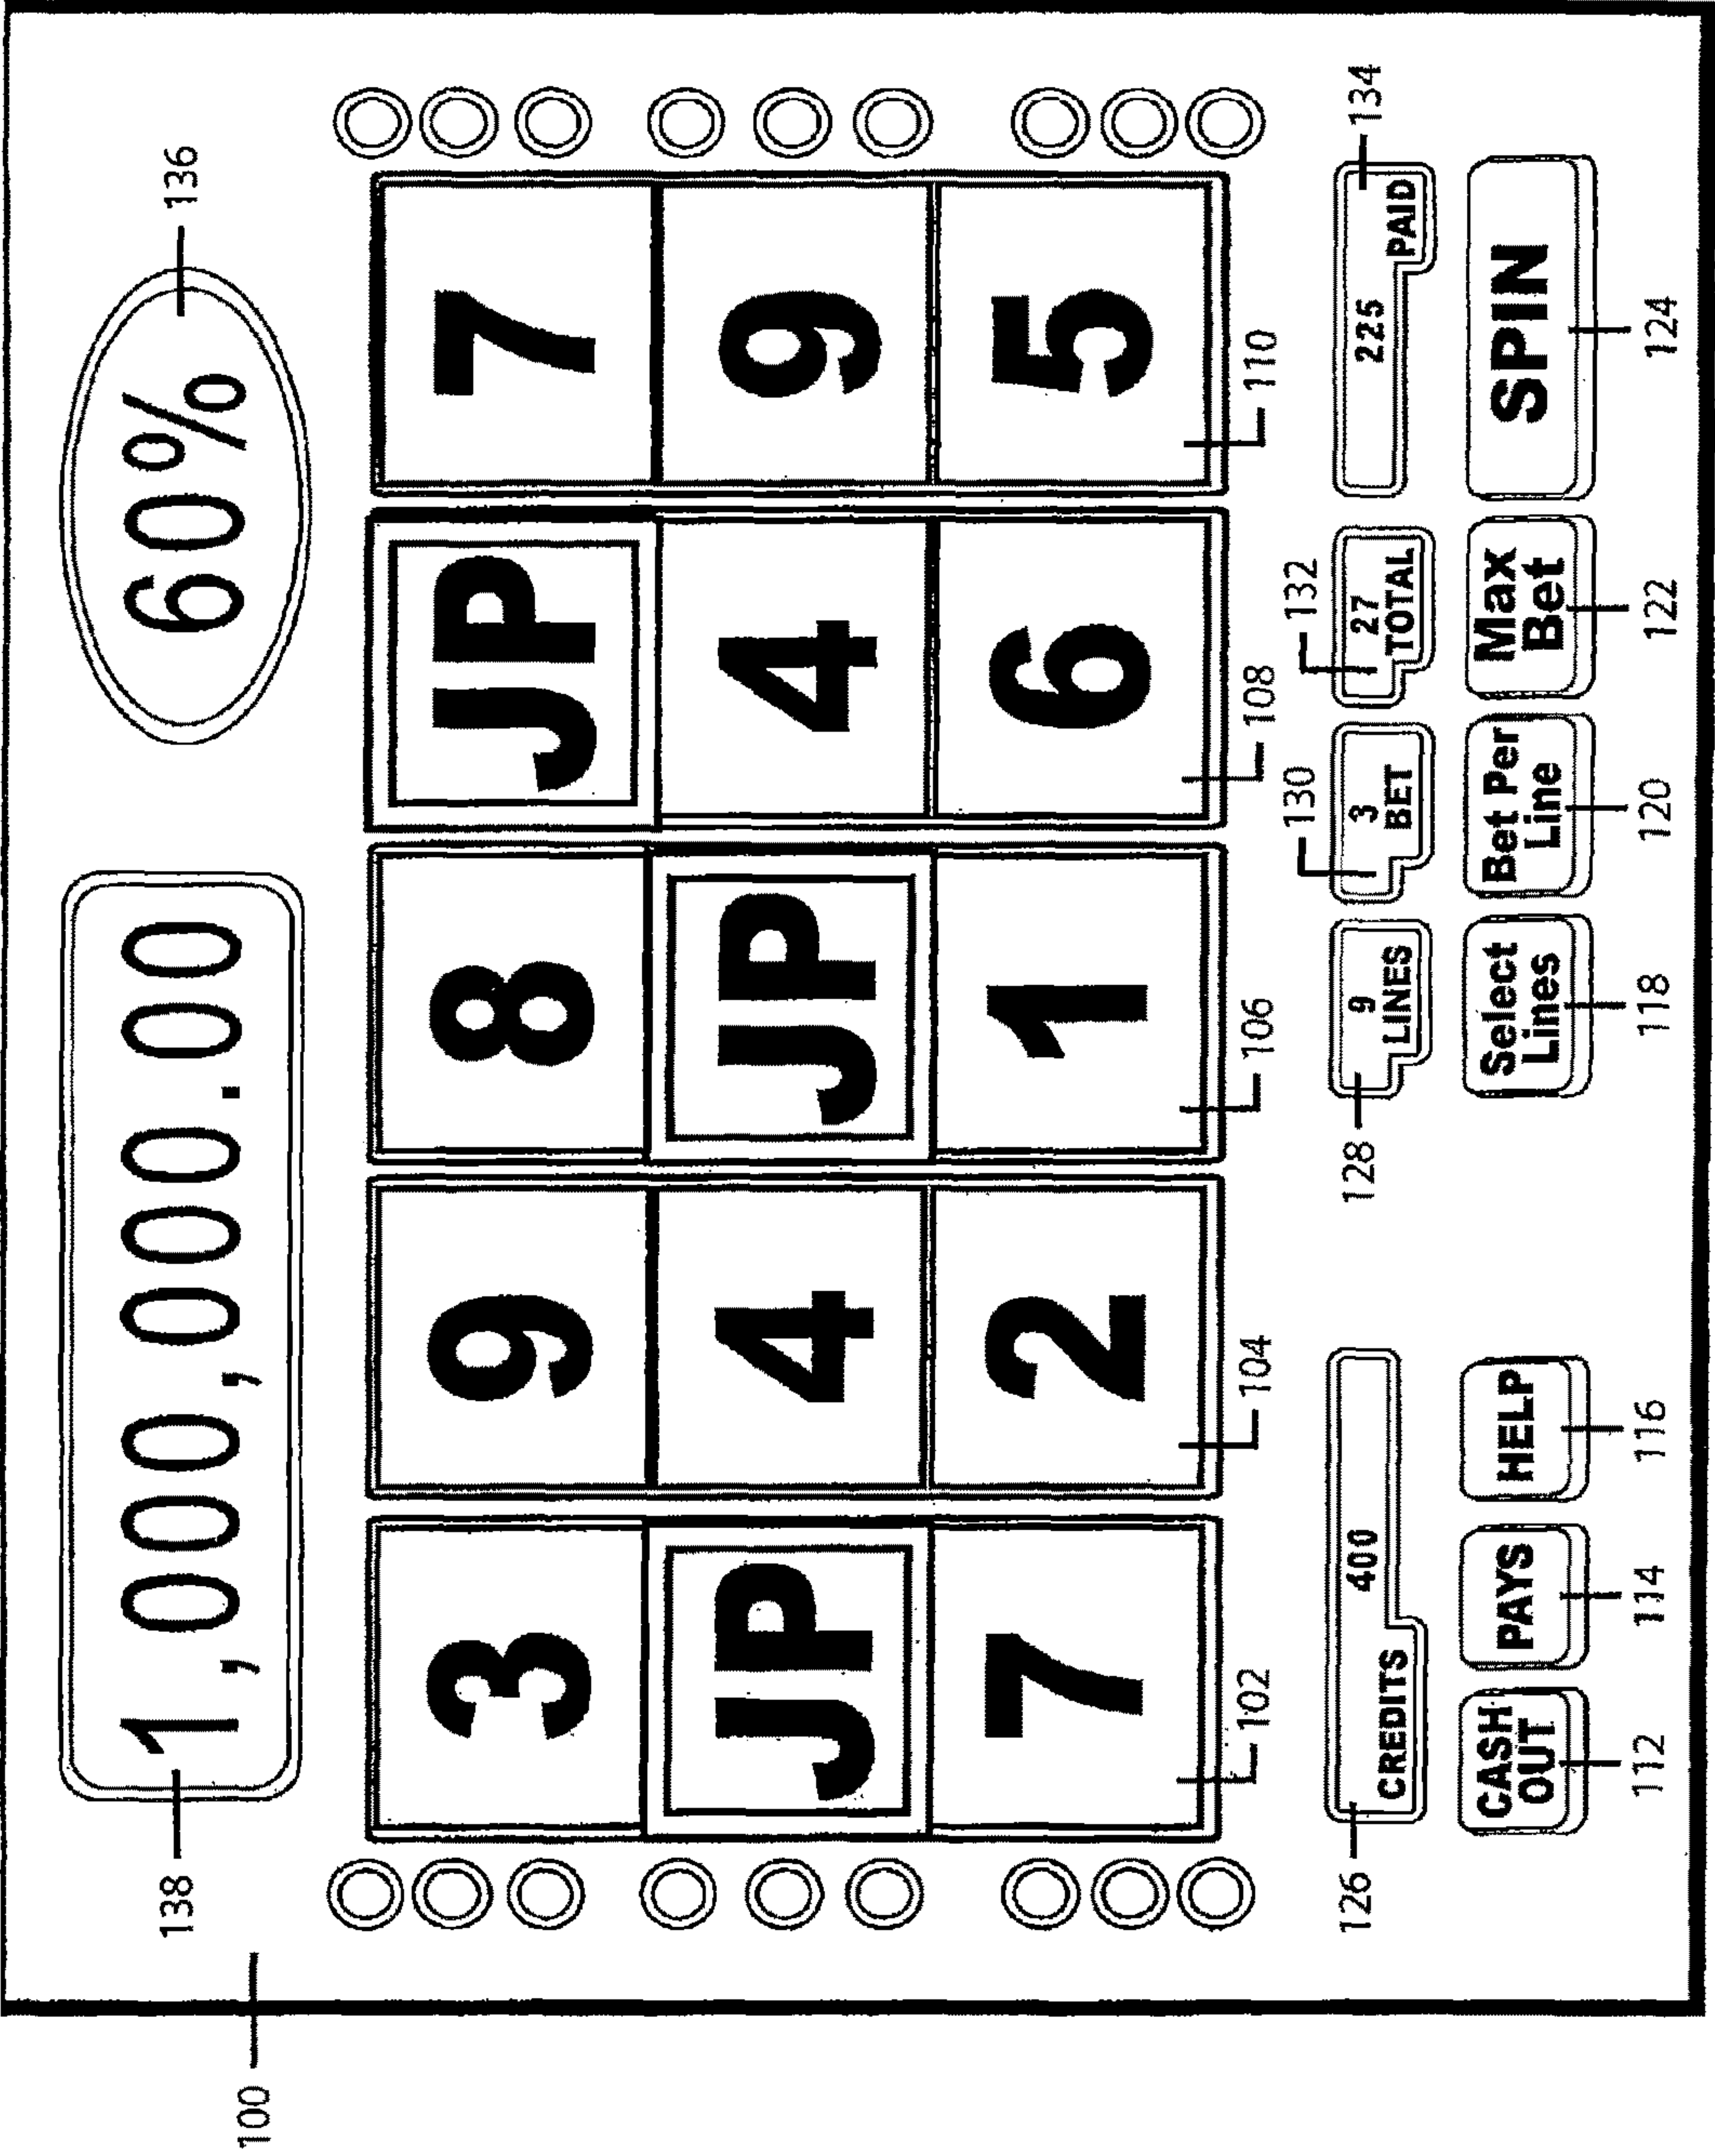 1,000,000.00
60%
138
136
100
3 9 8 JP 7
JP 4 JP 4 9
7 2 1 6 5
102 104 106 108 110
130 132
126 128 134
400 9 3 27 225
CREDITS LINES BET TOTAL PAID
CASH OUT
PAYS
HELP
Select Lines
Bet Per Line
Max Bet
SPIN
112 114 116 118 120 122 124